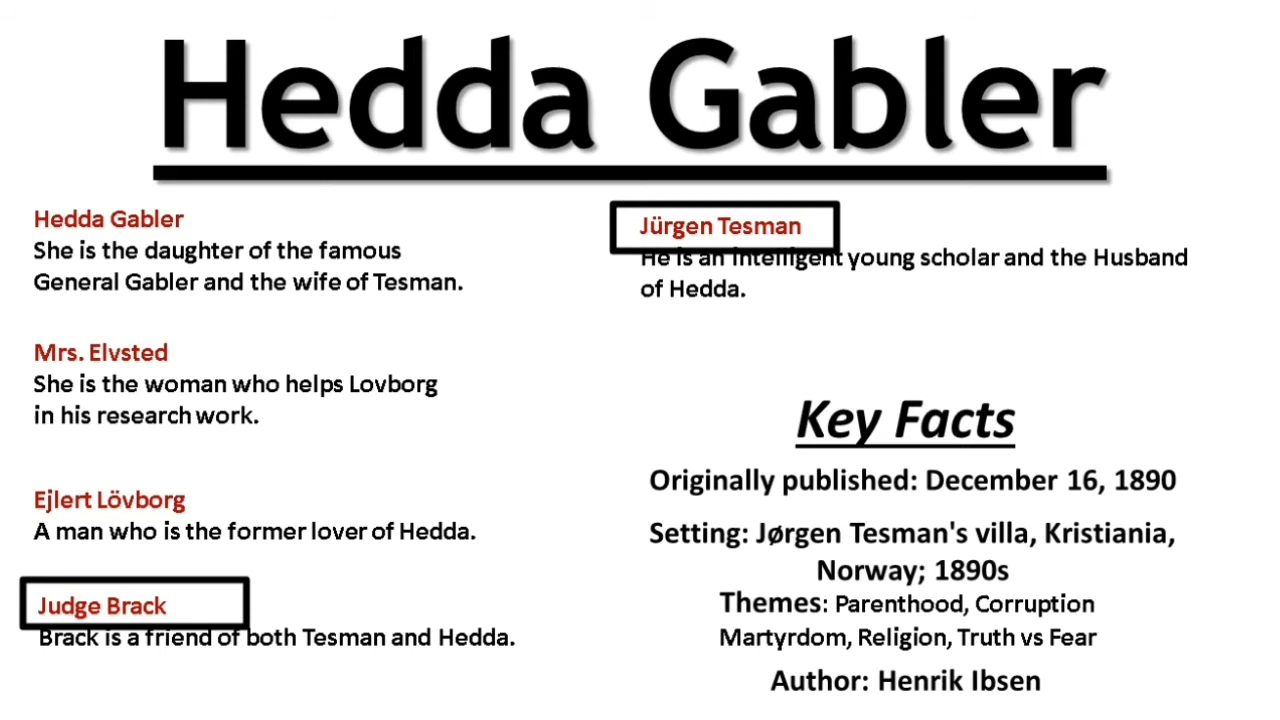 Hedda Gabler
Hedda Gabler
She is the daughter of the famous
General Gabler and the wife of Tesman.
Mrs. Elvsted
She is the woman who helps Lovborg
in his research work.
Ejlert Lövborg
A man who is the former lover of Hedda.
Judge Brack
Brack is a friend of both Tesman and Hedda.
Jürgen Tesman
He is an intelligent young scholar and the Husband
of Hedda.
Key Facts
Originally published: December 16, 1890
Setting: Jørgen Tesman's villa, Kristiania,
Norway; 1890s
Themes: Parenthood, Corruption
Martyrdom, Religion, Truth vs Fear
Author: Henrik Ibsen